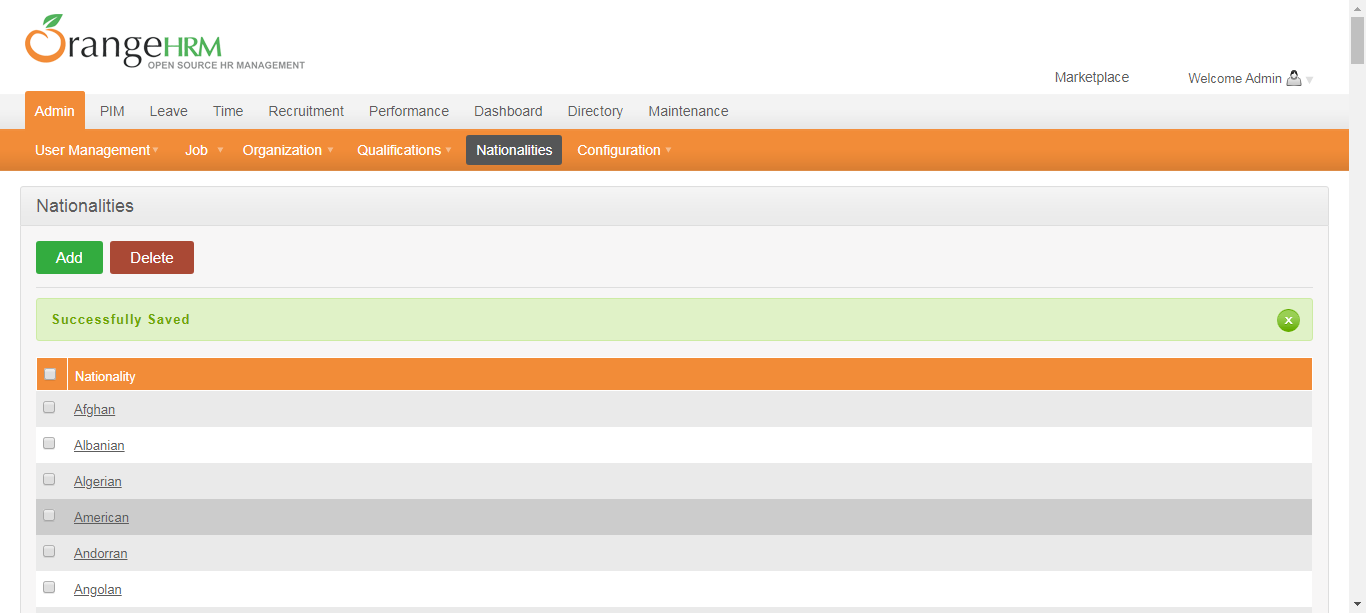 OrangeHRM
OPEN SOURCE HR MANAGEMENT
Marketplace Welcome Admin
Admin PIM Leave Time Recruitment Performance Dashboard Directory Maintenance
User Management Job Organization Qualifications Nationalities Configuration
Nationalities
Add Delete
Successfully Saved
x
Nationality
Afghan
Albanian
Algerian
American
Andorran
Angolan